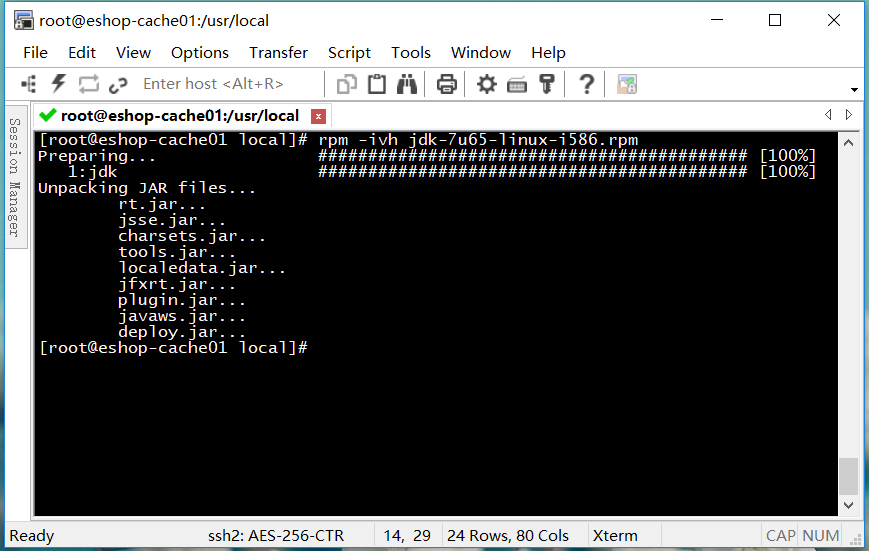 root@eshop-cache01:/usr/local
File Edit View Options Transfer Script Tools Window Help
Enter host <Alt+R>
root@eshop-cache01:/usr/local
Session Manager
[root@eshop-cache01 local]# rpm -ivh jdk-7u65-linux-i586.rpm
Preparing... ########################################### [100%]
1:jdk ########################################### [100%]
Unpacking JAR files...
rt.jar...
jsse.jar...
charsets.jar...
tools.jar...
localedata.jar...
jfxrt.jar...
plugin.jar...
javaws.jar...
deploy.jar...
[root@eshop-cache01 local]#
Ready ssh2: AES-256-CTR 14, 29 24 Rows, 80 Cols Xterm CAP NUM